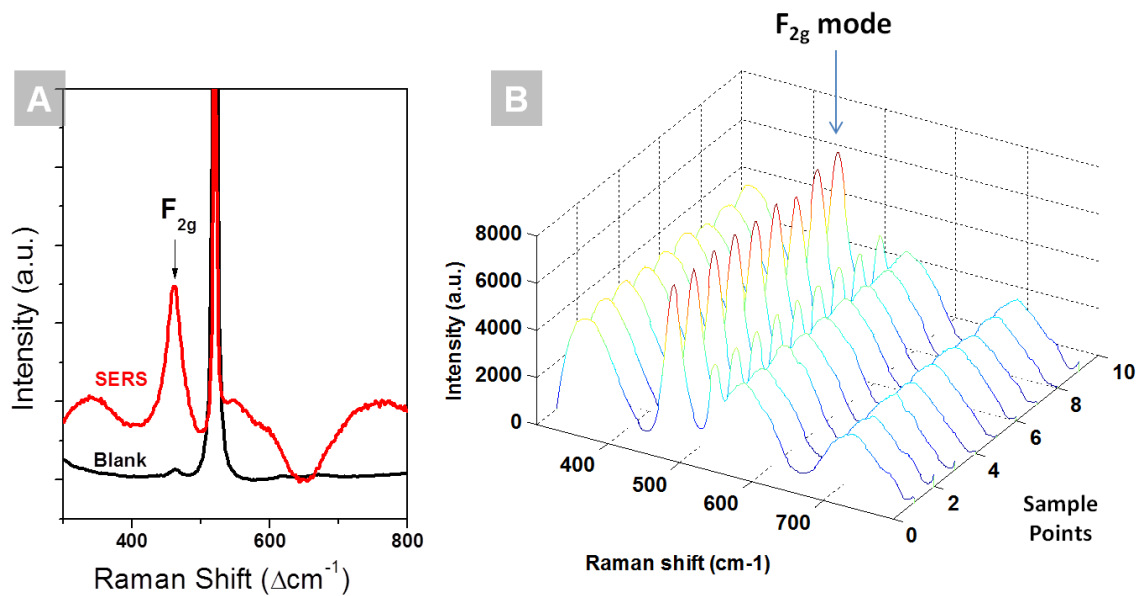 A
F2g
SERS
Blank
Intensity (a.u.)
400
600
800
Raman Shift (Δcm-1)
B
F2g mode
8000
6000
4000
2000
0
Intensity (a.u.)
400
500
600
700
Raman shift (cm-1)
0
2
4
6
8
10
Sample
Points